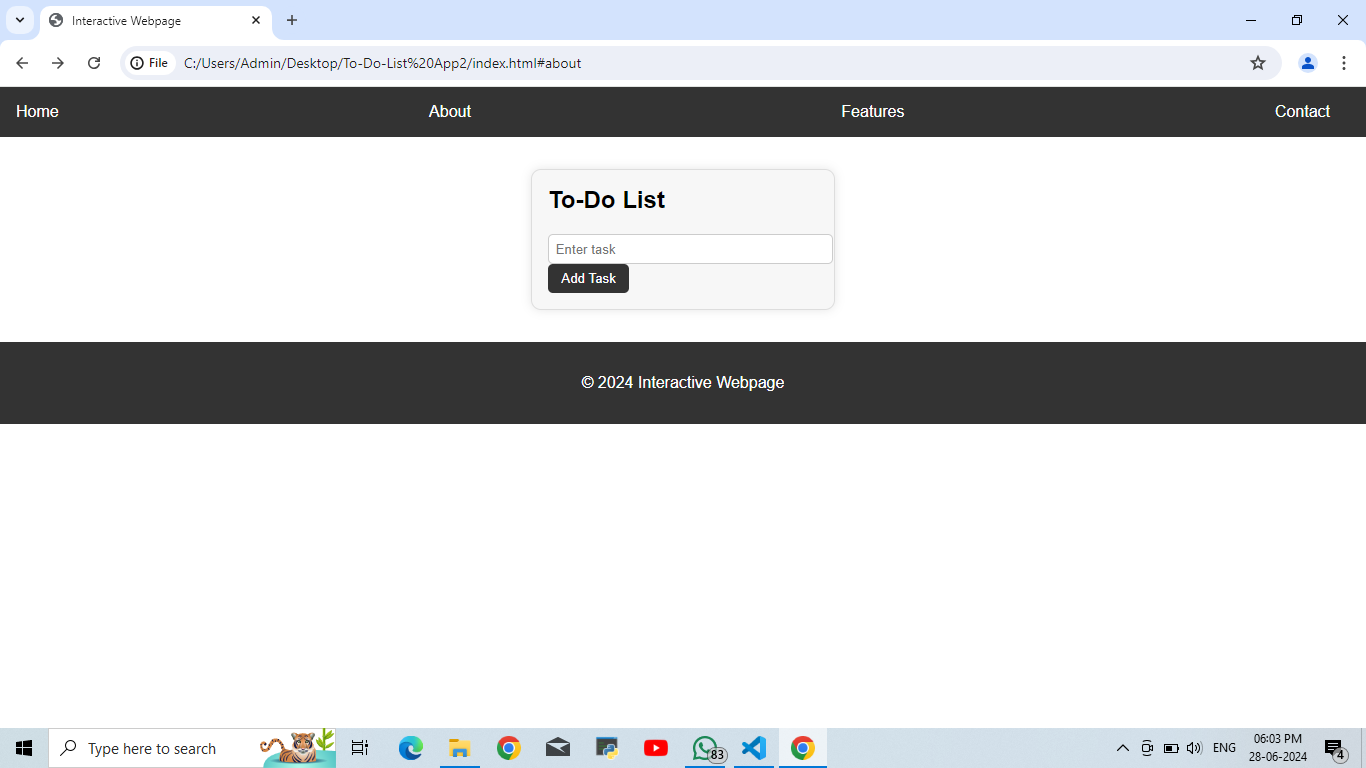 Interactive Webpage
File C:/Users/Admin/Desktop/To-Do-List%20App2/index.html#about
Home About Features Contact
To-Do List
Enter task
Add Task
© 2024 Interactive Webpage
Type here to search
83
ENG
06:03 PM
28-06-2024
4